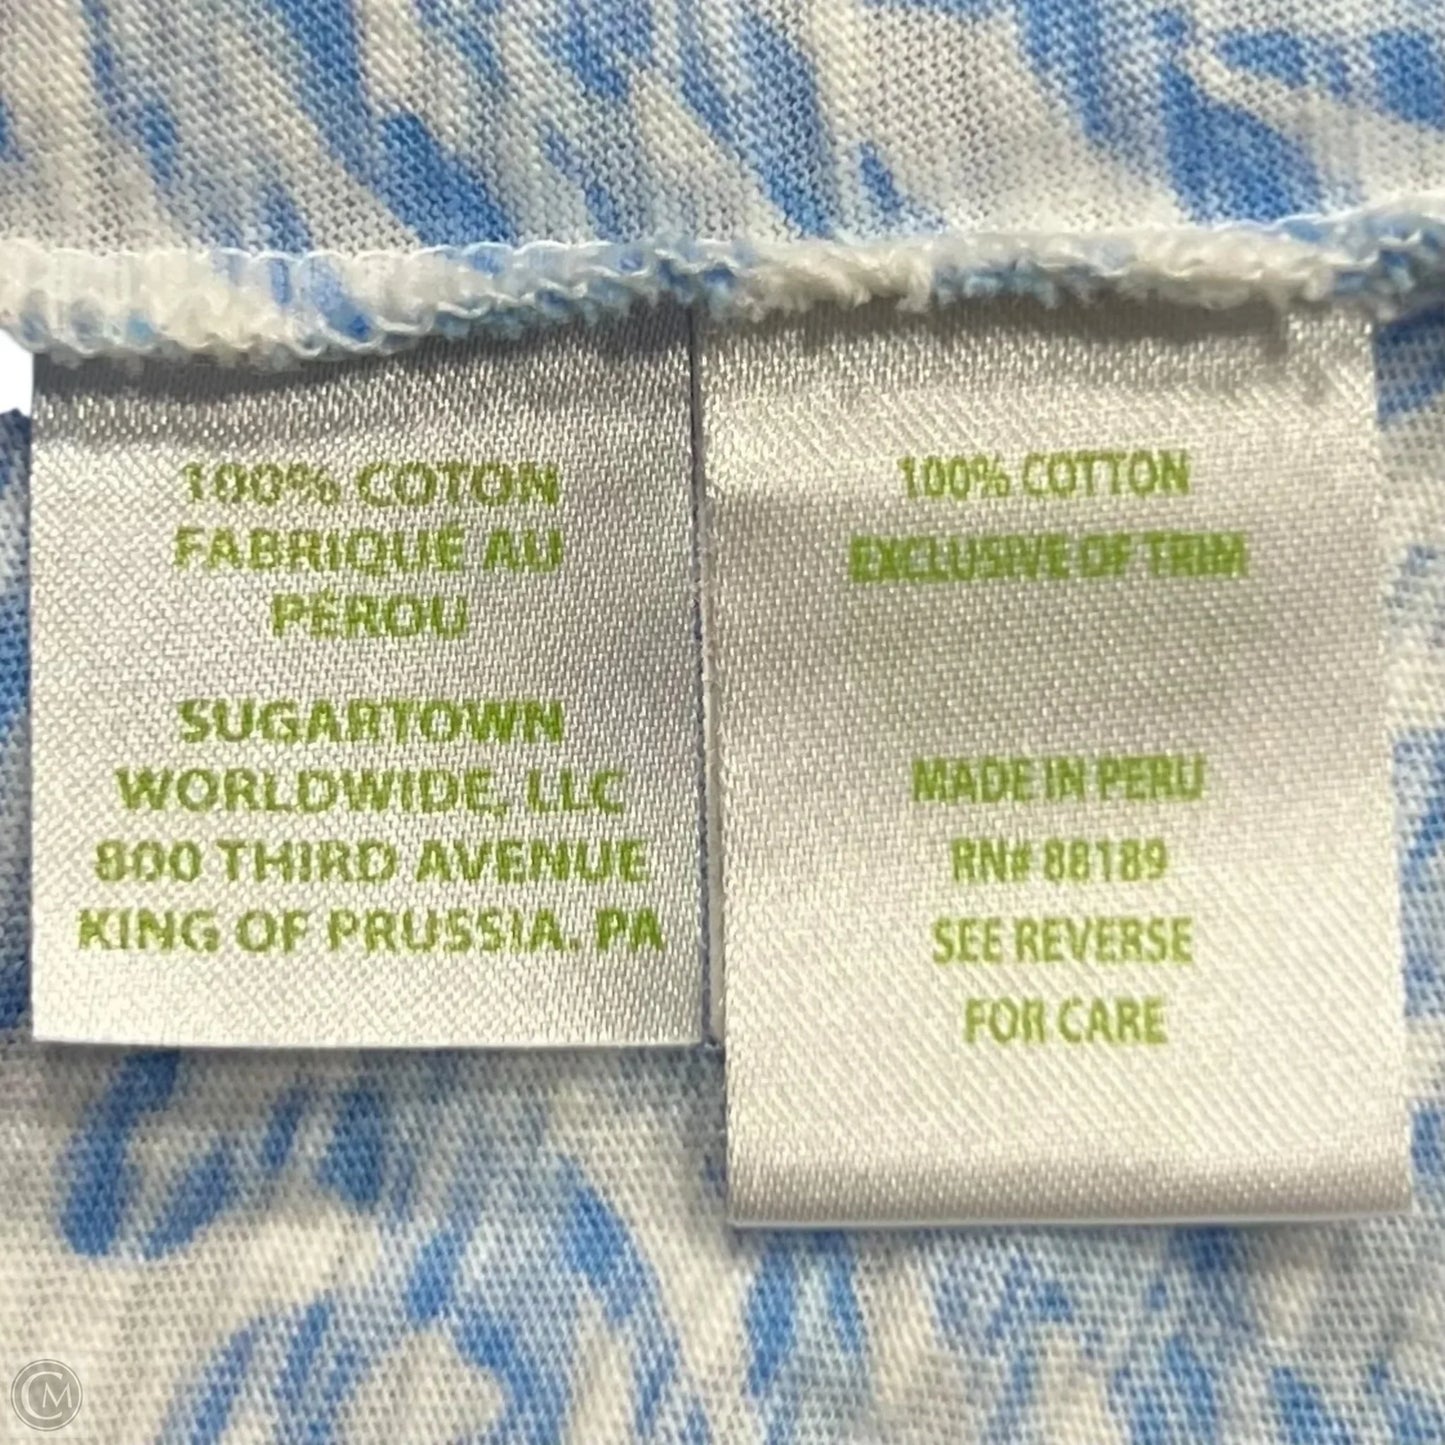 100% COTON
FABRIQUÉ AU
PÉROU
SUGARTOWN
WORLDWIDE, LLC
800 THIRD AVENUE
KING OF PRUSSIA. PA
100% COTTON
EXCLUSIVE OF TRIM
MADE IN PERU
RN# 88189
SEE REVERSE
FOR CARE
CM